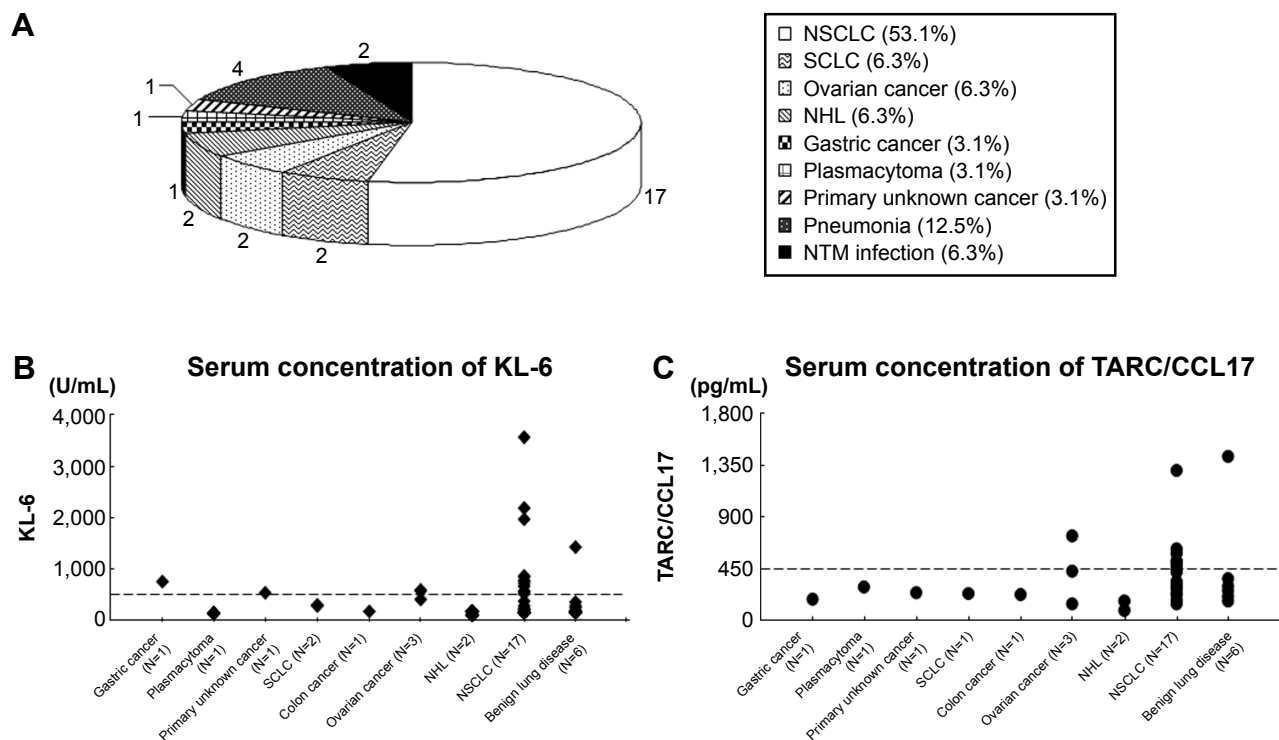 A
2
4
1
1
1
2
2
2
17
NSCLC (53.1%)
SCLC (6.3%)
Ovarian cancer (6.3%)
NHL (6.3%)
Gastric cancer (3.1%)
Plasmacytoma (3.1%)
Primary unknown cancer (3.1%)
Pneumonia (12.5%)
NTM infection (6.3%)
B
Serum concentration of KL-6
(U/mL)
4,000
3,000
2,000
1,000
0
KL-6
Gastric cancer
(N=1)
Plasmacytoma
(N=1)
Primary unknown cancer
(N=1)
SCLC (N=2)
Colon cancer (N=1)
Ovarian cancer (N=3)
NHL (N=2)
NSCLC (N=17)
Benign lung disease
(N=6)
C
Serum concentration of TARC/CCL17
(pg/mL)
1,800
1,350
900
450
0
TARC/CCL17
Gastric cancer
(N=1)
Plasmacytoma
(N=1)
Primary unknown cancer
(N=1)
SCLC (N=1)
Colon cancer (N=1)
Ovarian cancer (N=3)
NHL (N=2)
NSCLC (N=17)
Benign lung disease
(N=6)